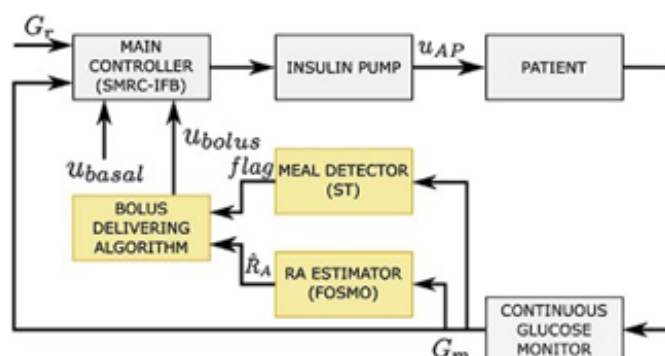 G_r
MAIN
CONTROLLER
(SMRC-IFB)
INSULIN PUMP
u_AP
PATIENT
u_basal
u_bolus
flag
MEAL DETECTOR
(ST)
BOLUS
DELIVERING
ALGORITHM
R̂_A
RA ESTIMATOR
(FOSMO)
CONTINUOUS
GLUCOSE
MONITOR
G_m